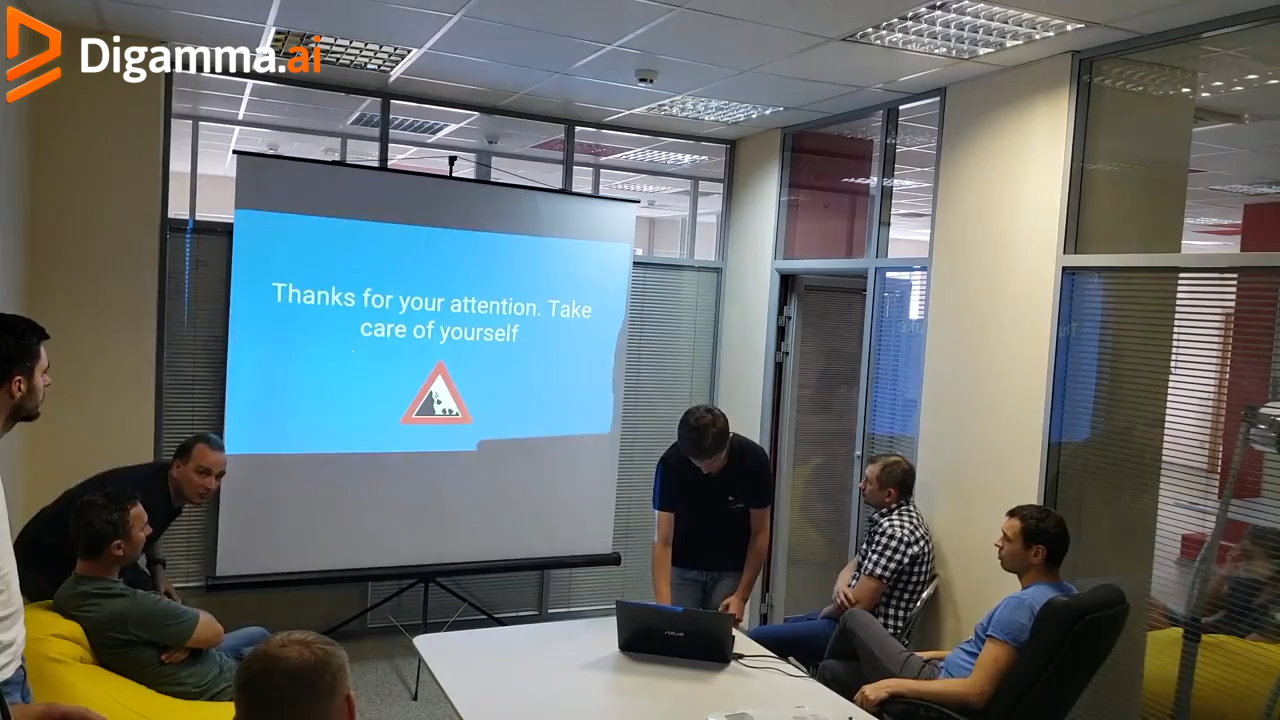 Digamma.ai
Thanks for your attention. Take
care of yourself
ASUS